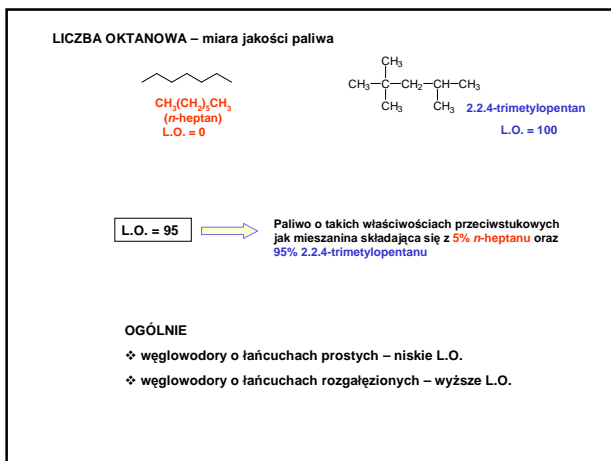 LICZBA OKTANOWA – miara jakości paliwa
CH3(CH2)5CH3
(n-heptan)
L.O. = 0
CH3
CH3–C–CH2–CH–CH3
CH3 CH3
2.2.4-trimetylopentan
L.O. = 100
L.O. = 95
Paliwo o takich właściwościach przeciwstukowych
jak mieszanina składająca się z 5% n-heptanu oraz
95% 2.2.4-trimetylopentanu
OGÓLNIE
❖ węglowodory o łańcuchach prostych – niskie L.O.
❖ węglowodory o łańcuchach rozgałęzionych – wyższe L.O.